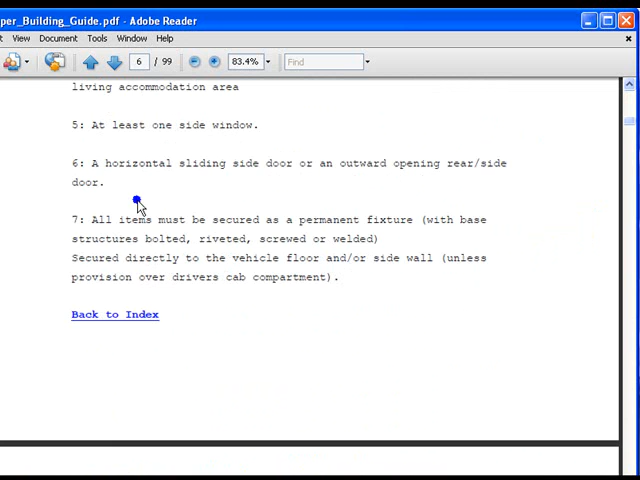 per_Building_Guide.pdf - Adobe Reader
View Document Tools Window Help
6 / 99 83.4% Find
living accommodation area
5: At least one side window.
6: A horizontal sliding side door or an outward opening rear/side
door.
7: All items must be secured as a permanent fixture (with base
structures bolted, riveted, screwed or welded)
Secured directly to the vehicle floor and/or side wall (unless
provision over drivers cab compartment).
Back to Index